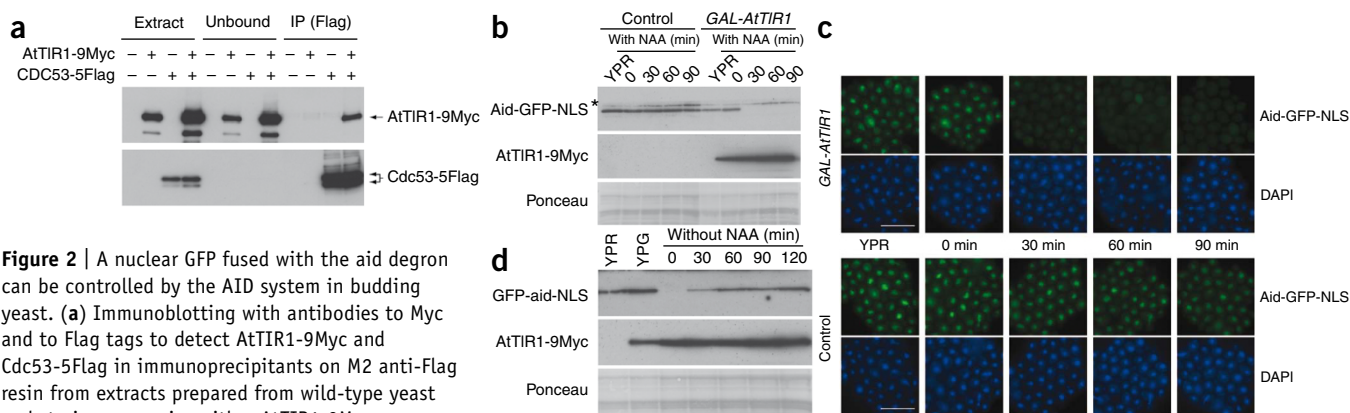 a
Extract Unbound IP (Flag)
AtTIR1-9Myc – + – + – + – + – + – +
CDC53-5Flag – – + + – – + + – – + +
AtTIR1-9Myc
Cdc53-5Flag
b
Control GAL-AtTIR1
With NAA (min) With NAA (min)
YPR 0 30 60 90 YPR 0 30 60 90
Aid-GFP-NLS *
AtTIR1-9Myc
Ponceau
c
GAL-AtTIR1
Aid-GFP-NLS
DAPI
YPR 0 min 30 min 60 min 90 min
Control
Aid-GFP-NLS
DAPI
d
Without NAA (min)
YPR YPG 0 30 60 90 120
GFP-aid-NLS
AtTIR1-9Myc
Ponceau
Figure 2 | A nuclear GFP fused with the aid degron
can be controlled by the AID system in budding
yeast. (a) Immunoblotting with antibodies to Myc
and to Flag tags to detect AtTIR1-9Myc and
Cdc53-5Flag in immunoprecipitants on M2 anti-Flag
resin from extracts prepared from wild-type yeast